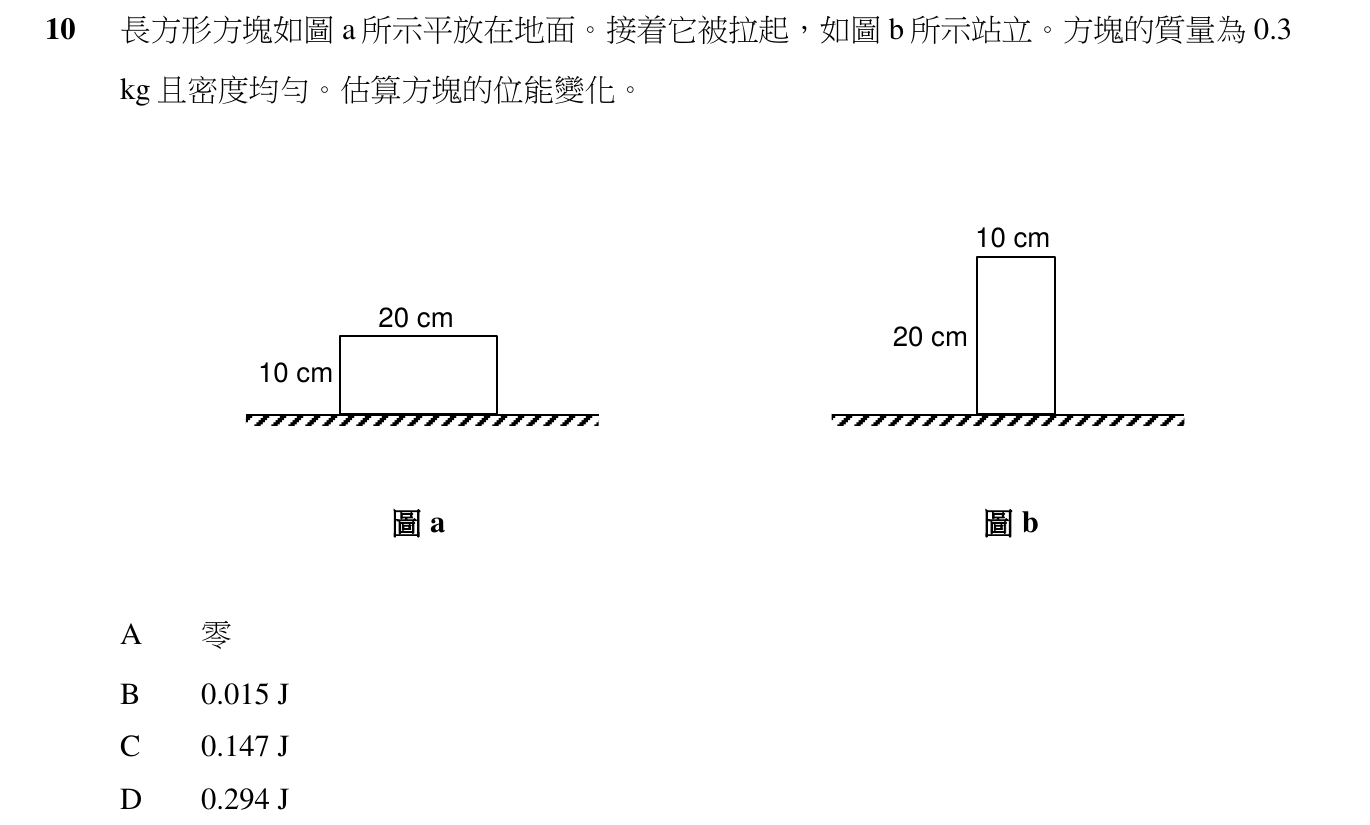 10 長方形方塊如圖 a 所示平放在地面。接着它被拉起，如圖 b 所示站立。方塊的質量為 0.3
kg 且密度均勻。估算方塊的位能變化。
10 cm
20 cm
20 cm
10 cm
圖 a 圖 b
A 零
B 0.015 J
C 0.147 J
D 0.294 J